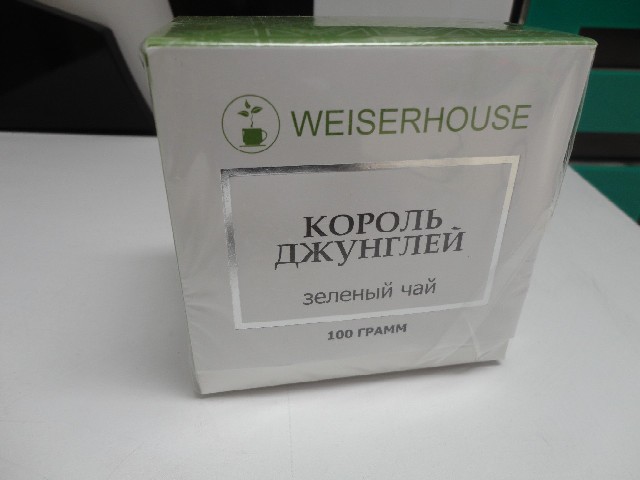 WEISERHOUSE
КОРОЛЬ
ДЖУНГЛЕЙ
зеленый чай
100 ГРАММ